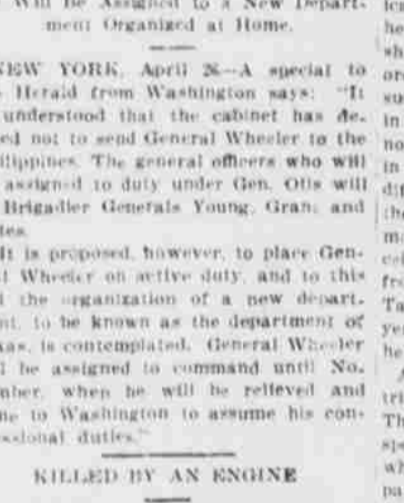 Will Be Assigned to a New Depart-
ment Organized at Home.
NEW YORK, April 26—A special to
Herald from Washington says: "It
understood that the cabinet has de-
ed not to send General Wheeler to the
ilippines. The general officers who will
assigned to duty under Gen. Otis will
Brigadier Generals Young, Gran, and
tes.
It is proposed, however, to place Gen-
l Wheeler on active duty, and to this
the organization of a new depart-
nt, to be known as the department of
as, is contemplated. General Wheeler
l be assigned to command until No-
mber, when he will be relieved and
me to Washington to assume his con-
ssional duties."
KILLED BY AN ENGINE